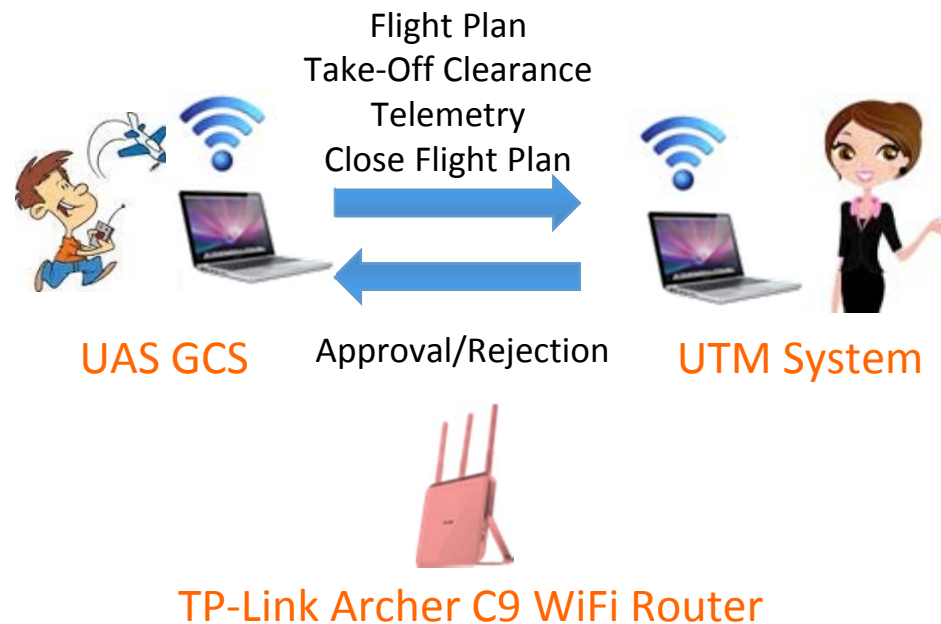 Flight Plan
Take-Off Clearance
Telemetry
Close Flight Plan
UAS GCS
Approval/Rejection
UTM System
TP-Link Archer C9 WiFi Router